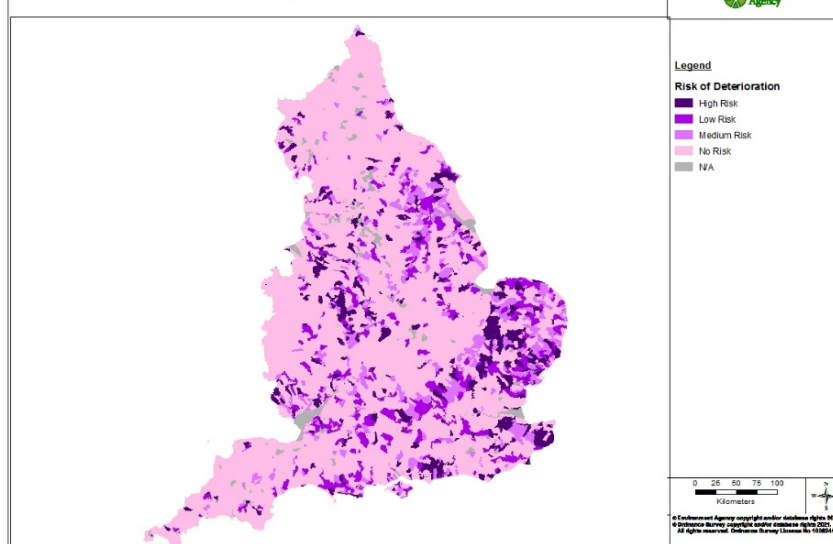 Agency
Legend
Risk of Deterioration
High Risk
Low Risk
Medium Risk
No Risk
N/A
0 25 50 75 100
Kilometers
© Environment Agency copyright and/or database rights
© Ordnance Survey copyright and/or database rights 2021.
All rights reserved. Ordnance Survey License No